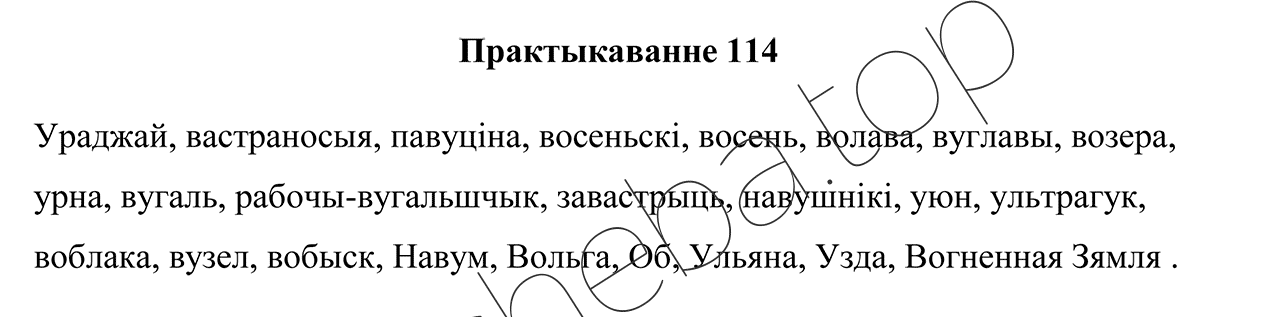 Практыкаванне 114
Ураджай, вастраносыя, павуціна, восеньскі, восень, волава, вуглавы, возера,
урна, вугаль, рабочы-вугальшчык, завастрыць, навушнікі, уюн, ультрагук,
воблака, вузел, вобыск, Навум, Вольга, Об, Ульяна, Узда, Вогненная Зямля .